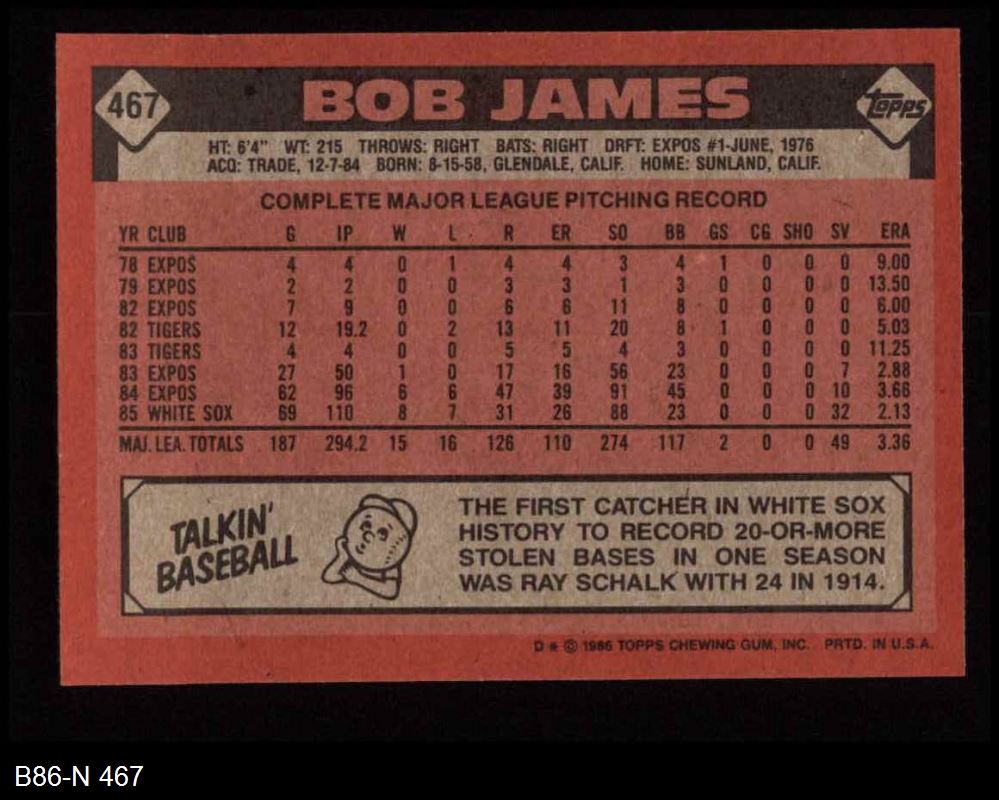 467 BOB JAMES TOPPS
HT: 6'4" WT: 215 THROWS: RIGHT BATS: RIGHT DRFT: EXPOS #1-JUNE, 1976
ACQ: TRADE, 12-7-84 BORN: 8-15-58, GLENDALE, CALIF. HOME: SUNLAND, CALIF.
COMPLETE MAJOR LEAGUE PITCHING RECORD
YR CLUB G IP W L R ER SO BB GS CG SHO SV ERA
78 EXPOS 4 4 0 1 4 4 3 4 1 0 0 0 9.00
79 EXPOS 2 2 0 0 3 3 1 3 0 0 0 0 13.50
82 EXPOS 7 9 0 0 6 6 11 8 0 0 0 0 6.00
82 TIGERS 12 19.2 0 2 13 11 20 8 1 0 0 0 5.03
83 TIGERS 4 4 0 0 5 5 4 3 0 0 0 0 11.25
83 EXPOS 27 50 1 0 17 16 56 23 0 0 0 7 2.88
84 EXPOS 62 96 6 6 47 39 91 45 0 0 0 10 3.66
85 WHITE SOX 69 110 8 7 31 26 88 23 0 0 0 32 2.13
MAJ. LEA. TOTALS 187 294.2 15 16 126 110 274 117 2 0 0 49 3.36
TALKIN'
BASEBALL
THE FIRST CATCHER IN WHITE SOX
HISTORY TO RECORD 20-OR-MORE
STOLEN BASES IN ONE SEASON
WAS RAY SCHALK WITH 24 IN 1914.
D * © 1986 TOPPS CHEWING GUM, INC. PRTD. IN U.S.A.
B86-N 467